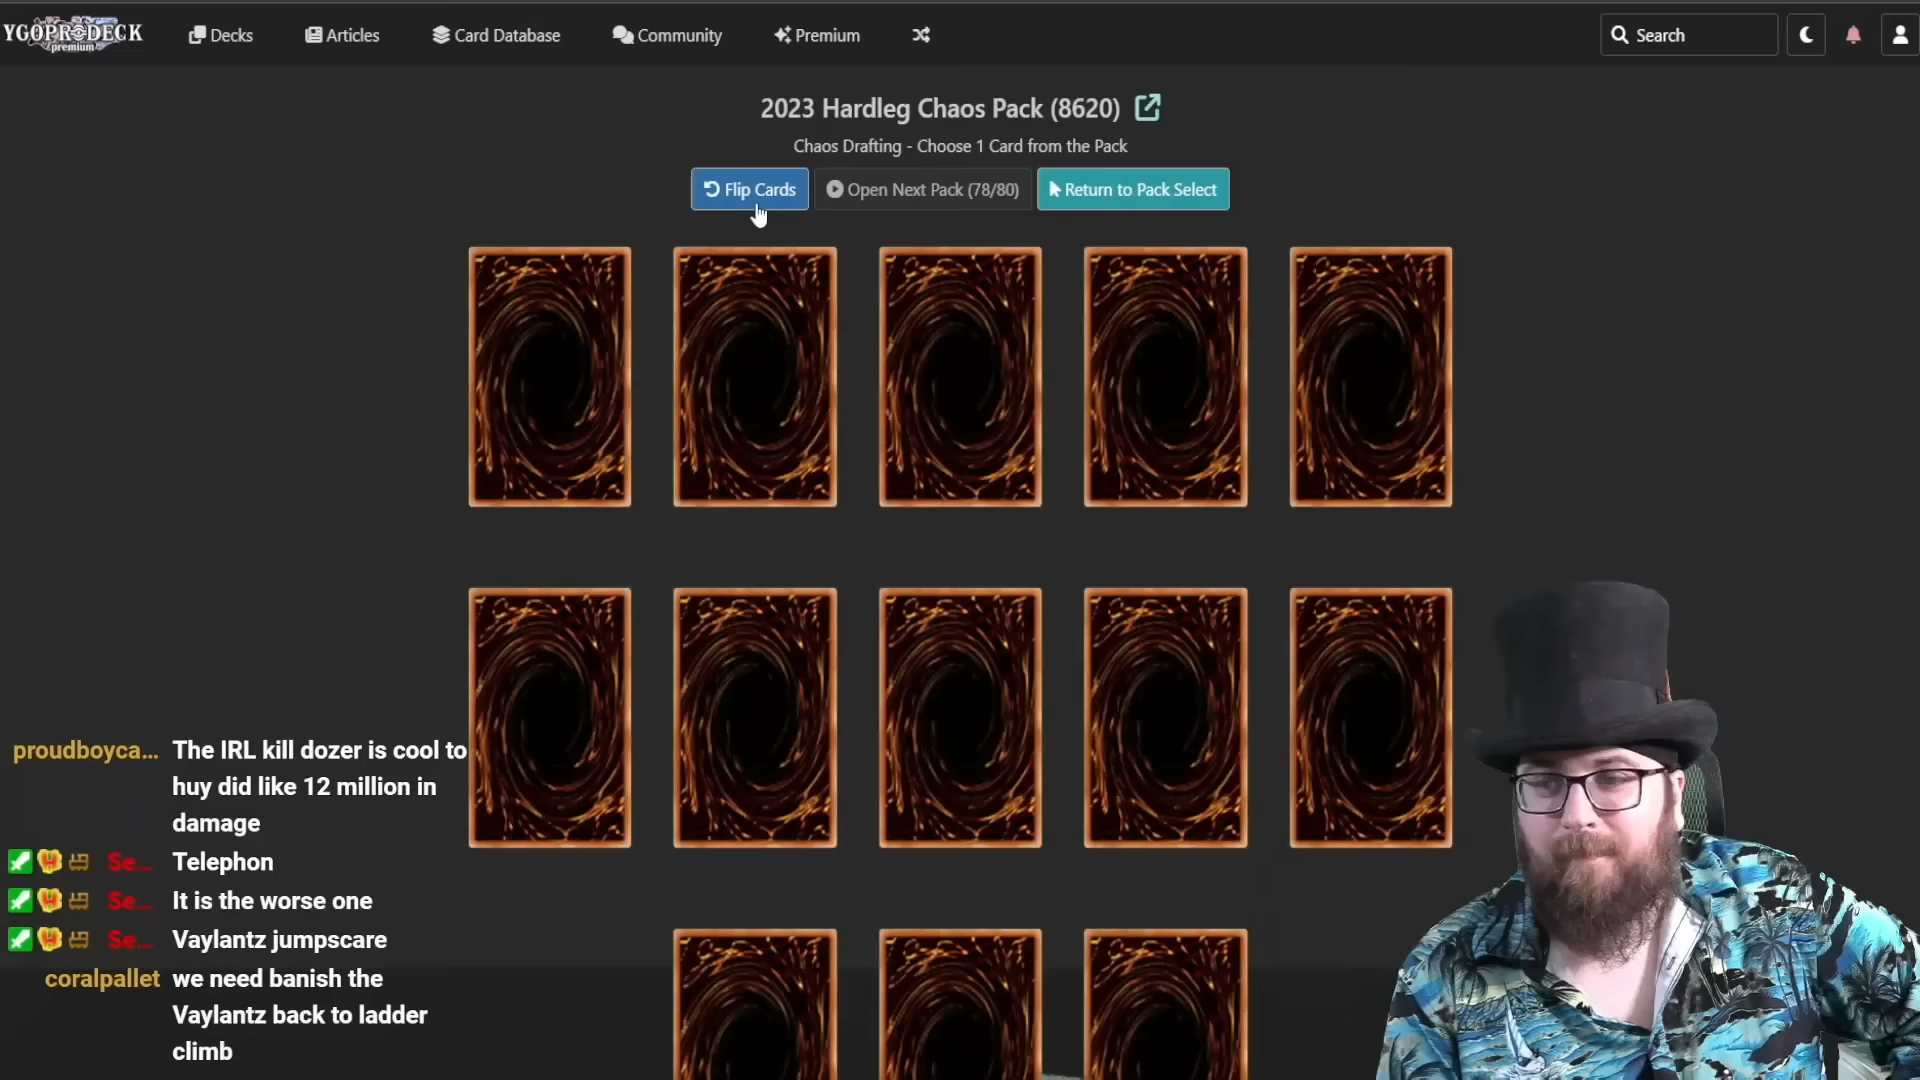 YGOPRODECK
premium
Decks
Articles
Card Database
Community
Premium
Search
2023 Hardleg Chaos Pack (8620)
Chaos Drafting - Choose 1 Card from the Pack
Flip Cards
Open Next Pack (78/80)
Return to Pack Select
proudboyca... The IRL kill dozer is cool to
huy did like 12 million in
damage
Se... Telephon
Se... It is the worse one
Se... Vaylantz jumpscare
coralpallet we need banish the
Vaylantz back to ladder
climb